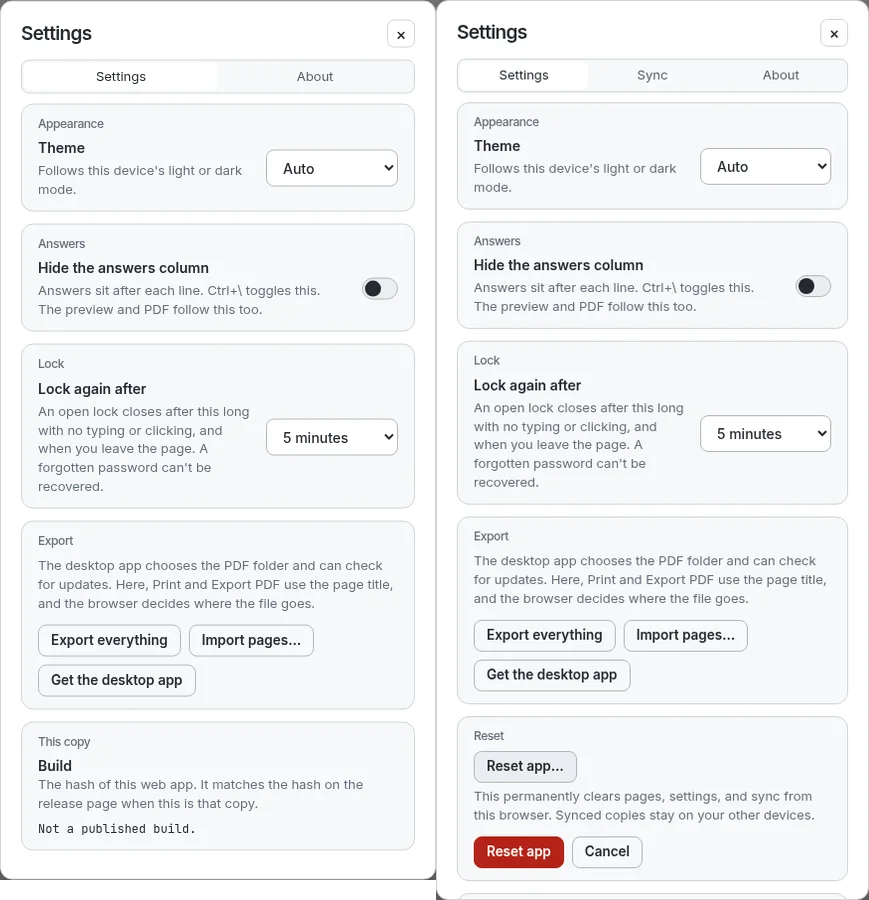 Settings
×
Settings
About
Appearance
Theme
Follows this device's light or dark
mode.
Auto
Answers
Hide the answers column
Answers sit after each line. Ctrl+\ toggles this.
The preview and PDF follow this too.
Lock
Lock again after
An open lock closes after this long
with no typing or clicking, and
when you leave the page. A
forgotten password can't be
recovered.
5 minutes
Export
The desktop app chooses the PDF folder and can check
for updates. Here, Print and Export PDF use the page title,
and the browser decides where the file goes.
Export everything
Import pages...
Get the desktop app
This copy
Build
The hash of this web app. It matches the hash on the
release page when this is that copy.
Not a published build.
Settings
×
Settings
Sync
About
Appearance
Theme
Follows this device's light or dark
mode.
Auto
Answers
Hide the answers column
Answers sit after each line. Ctrl+\ toggles this.
The preview and PDF follow this too.
Lock
Lock again after
An open lock closes after this long
with no typing or clicking, and
when you leave the page. A
forgotten password can't be
recovered.
5 minutes
Export
The desktop app chooses the PDF folder and can check
for updates. Here, Print and Export PDF use the page title,
and the browser decides where the file goes.
Export everything
Import pages...
Get the desktop app
Reset
Reset app...
This permanently clears pages, settings, and sync from
this browser. Synced copies stay on your other devices.
Reset app
Cancel